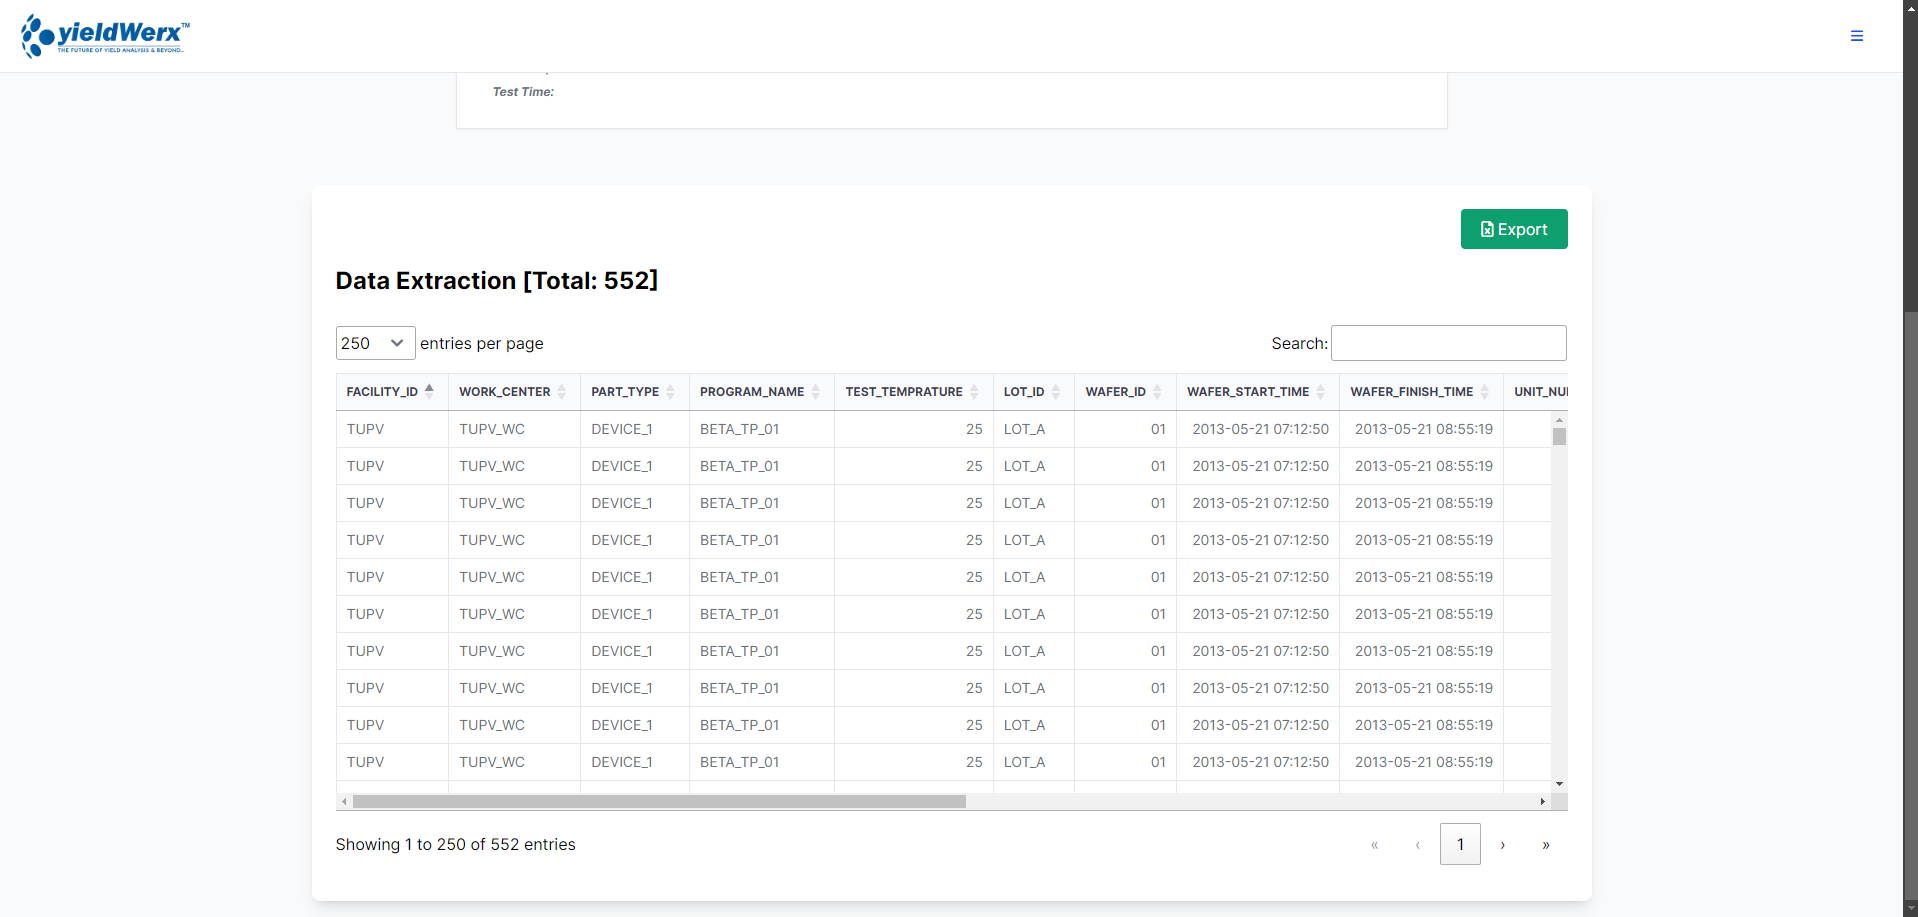 yieldWerx™
THE FUTURE OF YIELD ANALYSIS & BEYOND...
Test Time:
Export
Data Extraction [Total: 552]
250 entries per page Search:
FACILITY_ID WORK_CENTER PART_TYPE PROGRAM_NAME TEST_TEMPRATURE LOT_ID WAFER_ID WAFER_START_TIME WAFER_FINISH_TIME
TUPV TUPV_WC DEVICE_1 BETA_TP_01 25 LOT_A 01 2013-05-21 07:12:50 2013-05-21 08:55:19
TUPV TUPV_WC DEVICE_1 BETA_TP_01 25 LOT_A 01 2013-05-21 07:12:50 2013-05-21 08:55:19
TUPV TUPV_WC DEVICE_1 BETA_TP_01 25 LOT_A 01 2013-05-21 07:12:50 2013-05-21 08:55:19
TUPV TUPV_WC DEVICE_1 BETA_TP_01 25 LOT_A 01 2013-05-21 07:12:50 2013-05-21 08:55:19
TUPV TUPV_WC DEVICE_1 BETA_TP_01 25 LOT_A 01 2013-05-21 07:12:50 2013-05-21 08:55:19
TUPV TUPV_WC DEVICE_1 BETA_TP_01 25 LOT_A 01 2013-05-21 07:12:50 2013-05-21 08:55:19
TUPV TUPV_WC DEVICE_1 BETA_TP_01 25 LOT_A 01 2013-05-21 07:12:50 2013-05-21 08:55:19
TUPV TUPV_WC DEVICE_1 BETA_TP_01 25 LOT_A 01 2013-05-21 07:12:50 2013-05-21 08:55:19
TUPV TUPV_WC DEVICE_1 BETA_TP_01 25 LOT_A 01 2013-05-21 07:12:50 2013-05-21 08:55:19
TUPV TUPV_WC DEVICE_1 BETA_TP_01 25 LOT_A 01 2013-05-21 07:12:50 2013-05-21 08:55:19
Showing 1 to 250 of 552 entries « ‹ 1 › »